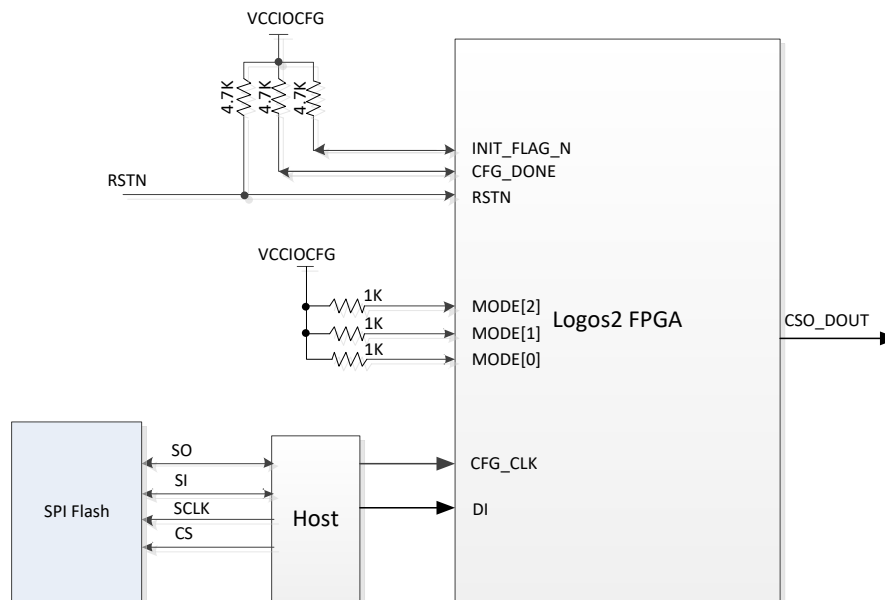 VCCIOCFG
4.7K
4.7K
4.7K
INIT_FLAG_N
CFG_DONE
RSTN
RSTN
VCCIOCFG
1K
MODE[2]
1K
MODE[1]
1K
MODE[0]
Logos2 FPGA
CSO_DOUT
SO
SI
SCLK
CS
SPI Flash
Host
CFG_CLK
DI